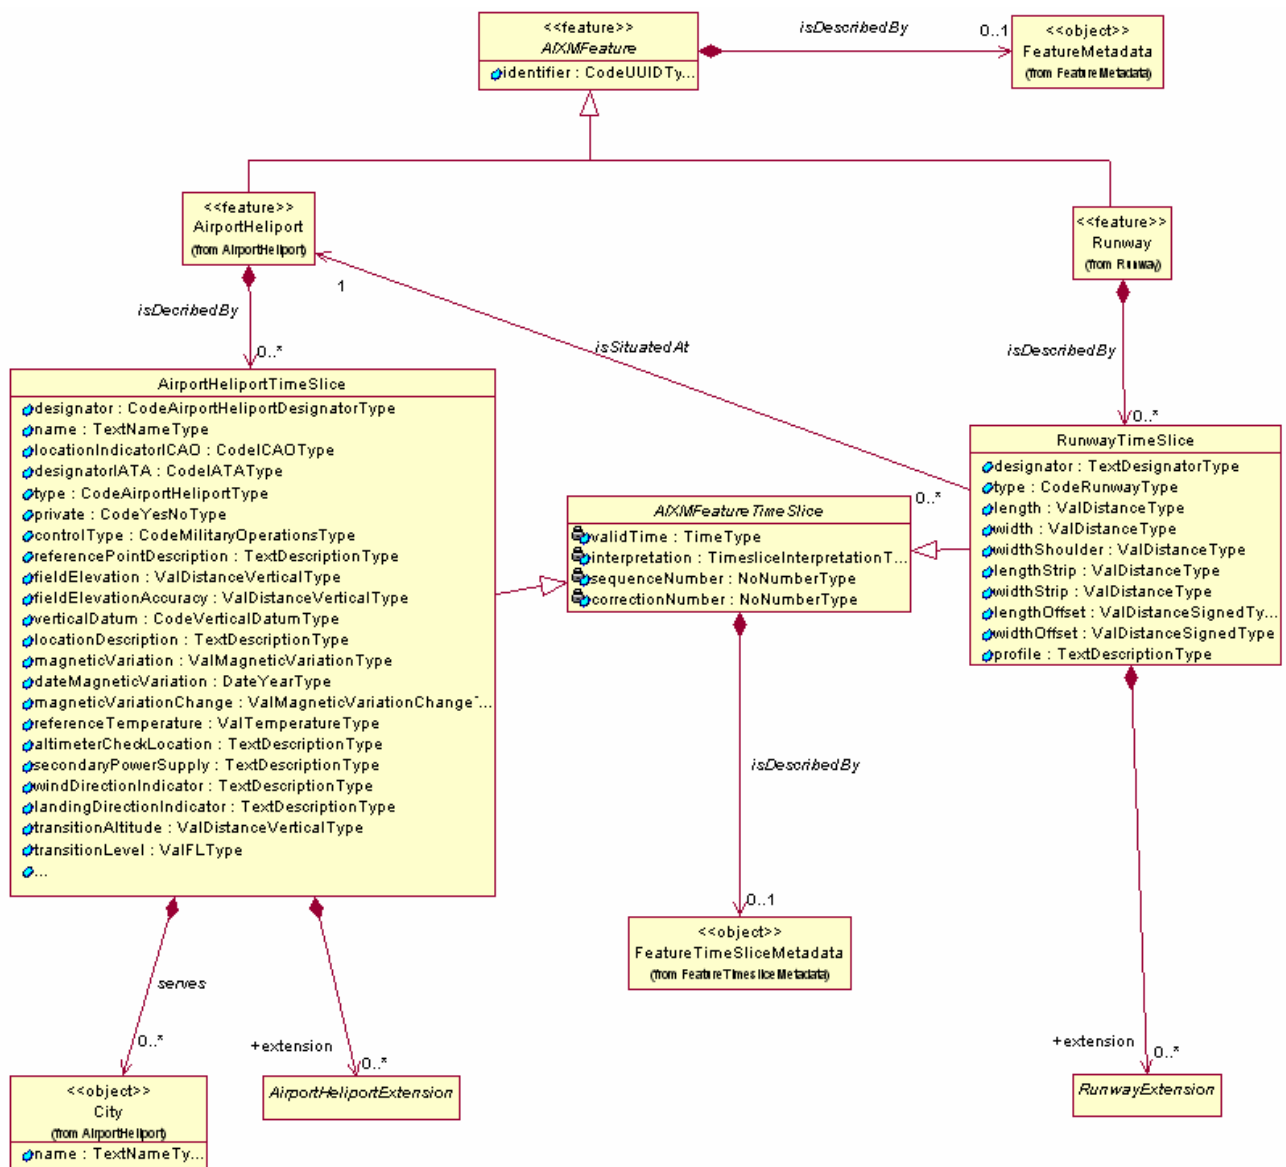 <<feature>>
AIXMFeature
identifier : CodeUUIDTy...
isDescribedBy
0..1
<<object>>
FeatureMetadata
(from FeatureMetadata)
<<feature>>
AirportHeliport
(from AirportHeliport)
<<feature>>
Runway
(from Runway)
1
isDecribedBy
0..*
isSituatedAt
isDescribedBy
0..*
AirportHeliportTimeSlice
designator : CodeAirportHeliportDesignatorType
name : TextNameType
locationIndicatorICAO : CodeICAOType
designatorIATA : CodeIATAType
type : CodeAirportHeliportType
private : CodeYesNoType
controlType : CodeMilitaryOperationsType
referencePointDescription : TextDescriptionType
fieldElevation : ValDistanceVerticalType
fieldElevationAccuracy : ValDistanceVerticalType
verticalDatum : CodeVerticalDatumType
locationDescription : TextDescriptionType
magneticVariation : ValMagneticVariationType
dateMagneticVariation : DateYearType
magneticVariationChange : ValMagneticVariationChangeT...
referenceTemperature : ValTemperatureType
altimeterCheckLocation : TextDescriptionType
secondaryPowerSupply : TextDescriptionType
windDirectionIndicator : TextDescriptionType
landingDirectionIndicator : TextDescriptionType
transitionAltitude : ValDistanceVerticalType
transitionLevel : ValFLType
...
0..*
AIXMFeatureTimeSlice
validTime : TimeType
interpretation : TimesliceInterpretationT...
sequenceNumber : NoNumberType
correctionNumber : NoNumberType
RunwayTimeSlice
designator : TextDesignatorType
type : CodeRunwayType
length : ValDistanceType
width : ValDistanceType
widthShoulder : ValDistanceType
lengthStrip : ValDistanceType
widthStrip : ValDistanceType
lengthOffset : ValDistanceSignedTy...
widthOffset : ValDistanceSignedType
profile : TextDescriptionType
isDescribedBy
0..1
<<object>>
FeatureTimeSliceMetadata
(from FeatureTimesliceMetadata)
serves
0..*
+extension
0..*
+extension
0..*
<<object>>
City
(from AirportHeliport)
name : TextNameTy...
AirportHeliportExtension
RunwayExtension